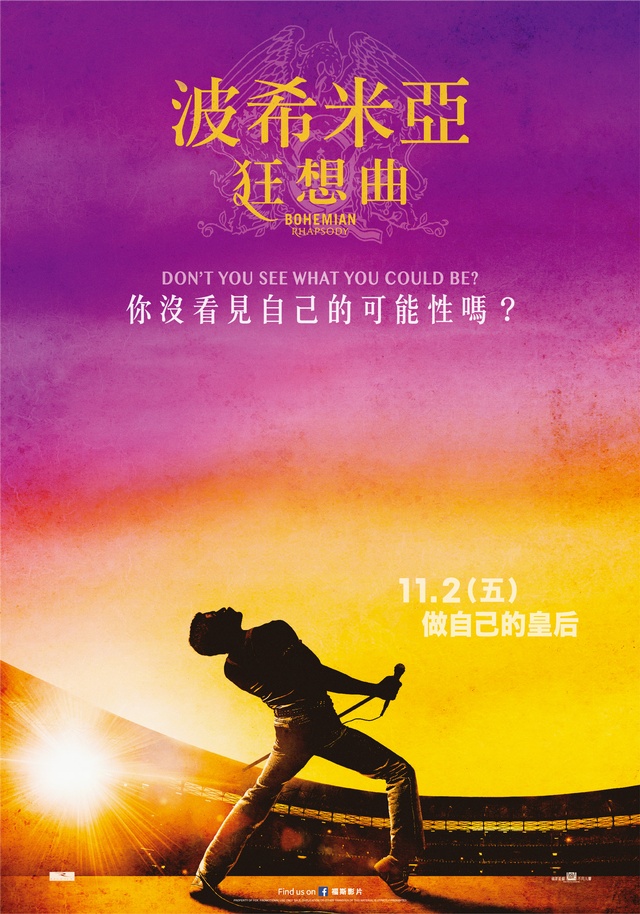 波希米亞
狂想曲
BOHEMIAN
RHAPSODY
DON'T YOU SEE WHAT YOU COULD BE?
你沒看見自己的可能性嗎？
11.2(五)
做自己的皇后
Find us on f 福斯影片